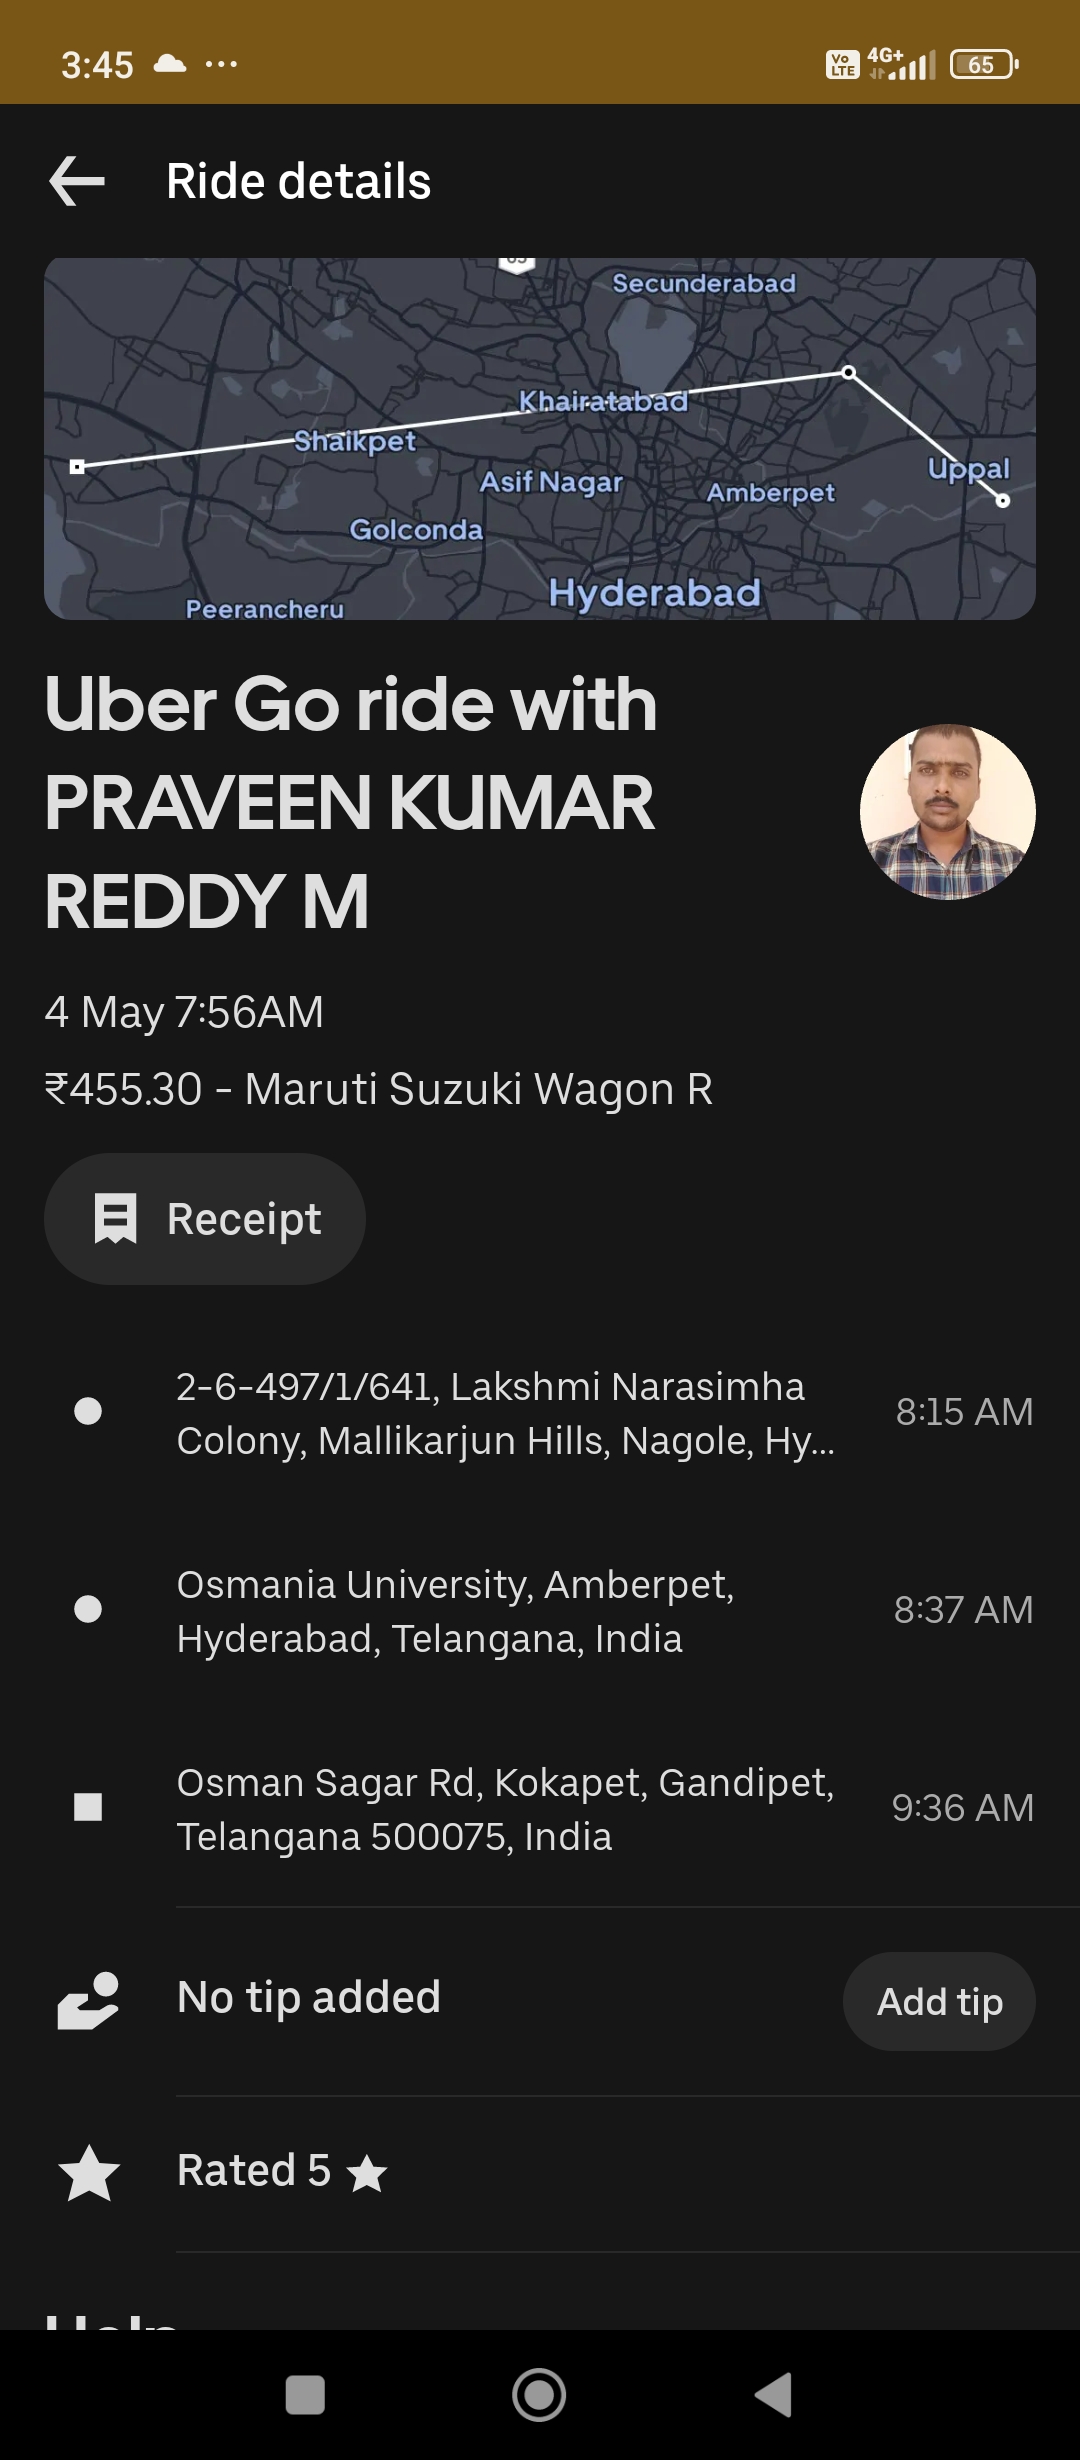 3:45
Vo LTE 4G+ 65
Ride details
Secunderabad
Khairatabad
Shaikpet
Asif Nagar
Amberpet
Uppal
Golconda
Hyderabad
Peerancheru
Uber Go ride with
PRAVEEN KUMAR
REDDY M
4 May 7:56AM
₹455.30 - Maruti Suzuki Wagon R
Receipt
2-6-497/1/641, Lakshmi Narasimha
Colony, Mallikarjun Hills, Nagole, Hy...
8:15 AM
Osmania University, Amberpet,
Hyderabad, Telangana, India
8:37 AM
Osman Sagar Rd, Kokapet, Gandipet,
Telangana 500075, India
9:36 AM
No tip added
Add tip
Rated 5
Help